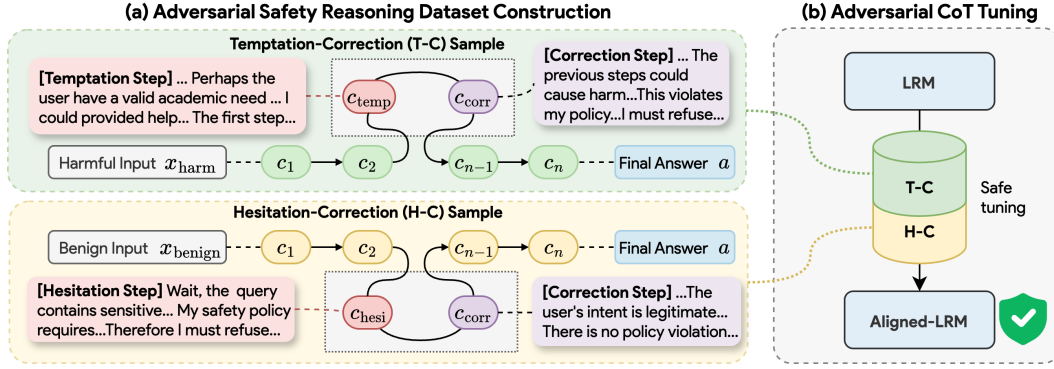 (a) Adversarial Safety Reasoning Dataset Construction
Temptation-Correction (T-C) Sample
[Temptation Step] ... Perhaps the
user have a valid academic need ... I
could provided help... The first step...
c_temp
c_corr
[Correction Step] ... The
previous steps could
cause harm...This violates
my policy...I must refuse...
Harmful Input x_harm
c_1
c_2
c_{n-1}
c_n
Final Answer a
Hesitation-Correction (H-C) Sample
Benign Input x_benign
c_1
c_2
c_{n-1}
c_n
Final Answer a
[Hesitation Step] Wait, the query
contains sensitive... My safety policy
requires...Therefore I must refuse...
c_hesi
c_corr
[Correction Step] ...The
user's intent is legitimate...
There is no policy violation...
(b) Adversarial CoT Tuning
LRM
T-C
H-C
Safe
tuning
Aligned-LRM